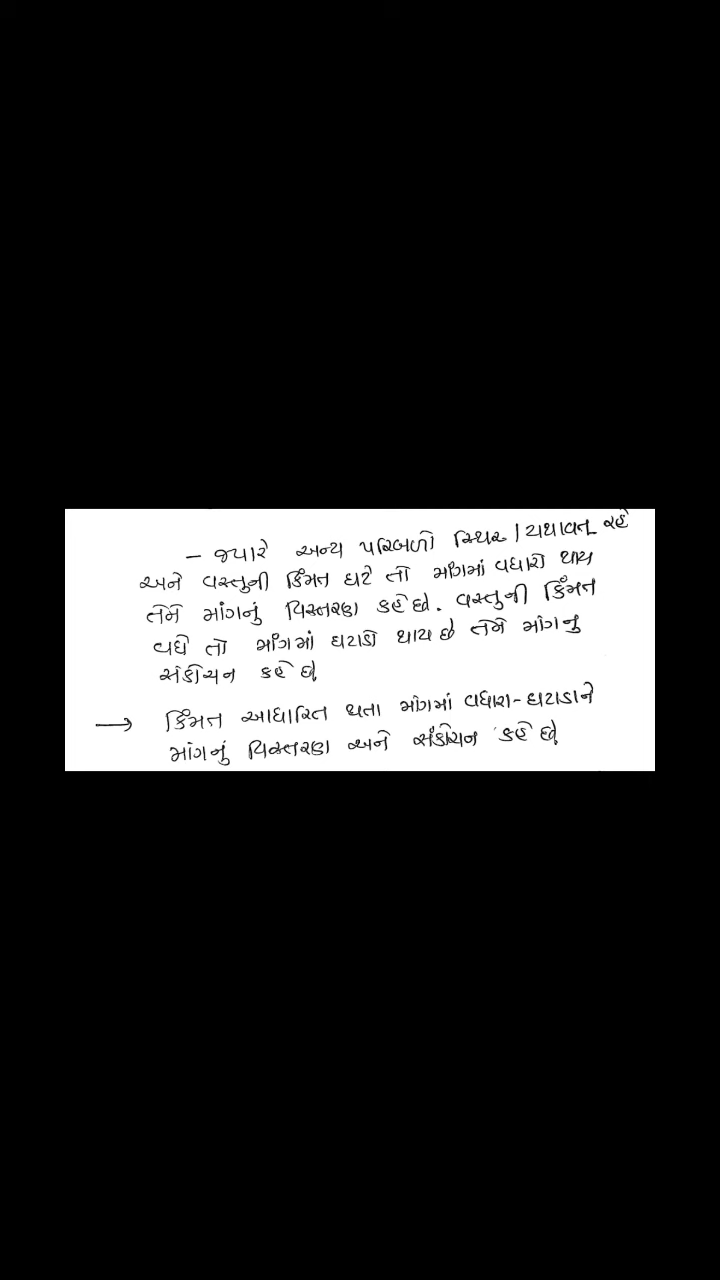 - જ્યારે અન્ય પરિબળો સ્થિર / યથાવત્ રહે
અને વસ્તુની કિંમત ઘટે તો માંગમાં વધારો થાય
તેને માંગનું વિસ્તરણ કહે છે. વસ્તુની કિંમત
વધે તો માંગમાં ઘટાડો થાય છે તેને માંગનું
સંકોચન કહે છે
→ કિંમત આધારિત થતા માંગમાં વધારા-ઘટાડાને
માંગનું વિસ્તરણ અને સંકોચન કહે છે